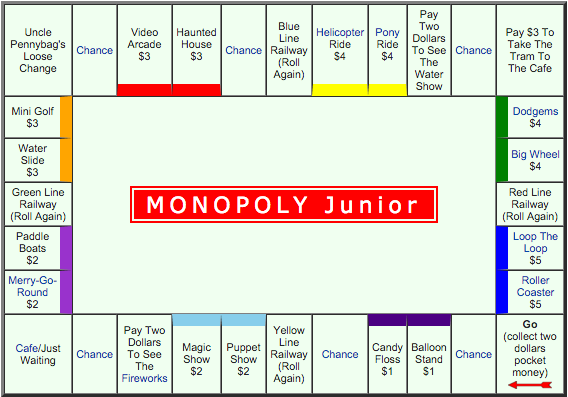 Uncle
Pennybag's
Loose
Change
Chance
Video
Arcade
$3
Haunted
House
$3
Chance
Blue
Line
Railway
(Roll
Again)
Helicopter
Ride
$4
Pony
Ride
$4
Pay
Two
Dollars
To See
The
Water
Show
Chance
Pay $3 To
Take The
Tram To
The Cafe
Mini Golf
$3
Dodgems
$4
Water
Slide
$3
Big Wheel
$4
Green Line
Railway
(Roll Again)
MONOPOLY Junior
Red Line
Railway
(Roll Again)
Paddle
Boats
$2
Loop The
Loop
$5
Merry-Go-
Round
$2
Roller
Coaster
$5
Cafe/Just
Waiting
Chance
Pay Two
Dollars
To See
The
Fireworks
Magic
Show
$2
Puppet
Show
$2
Yellow
Line
Railway
(Roll
Again)
Chance
Candy
Floss
$1
Balloon
Stand
$1
Chance
Go
(collect two
dollars
pocket
money)